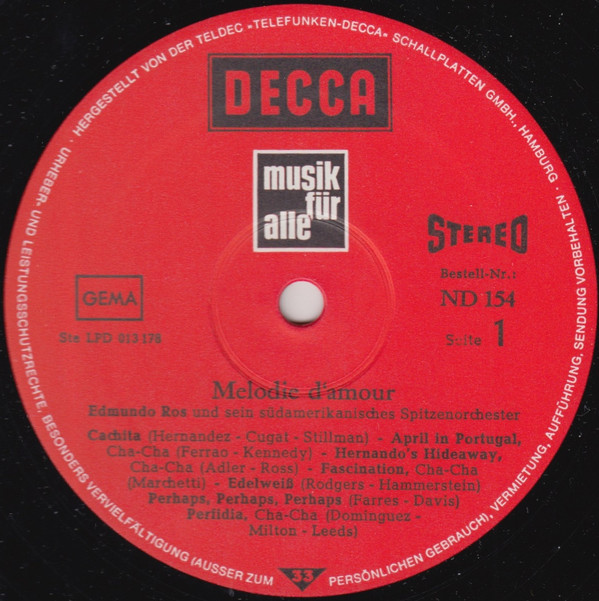 · HERGESTELLT VON DER TELDEC »TELEFUNKEN-DECCA« SCHALLPLATTEN GMBH., HAMBURG ·
URHEBER- UND LEISTUNGSSCHUTZRECHTE, BESONDERS VERVIELFÄLTIGUNG (AUSSER ZUM PERSÖNLICHEN GEBRAUCH), VERMIETUNG, AUFFÜHRUNG, SENDUNG VORBEHALTEN ·
DECCA
musik
für
alle
STEREO
Bestell-Nr.:
GEMA
ND 154
Ste LPD 013178
Suite 1
Melodie d'amour
Edmundo Ros und sein südamerikanisches Spitzenorchester
Cachita (Hernandez - Cugat - Stillman) - April in Portugal,
Cha-Cha (Ferrao - Kennedy) - Hernando's Hideaway,
Cha-Cha (Adler - Ross) - Fascination, Cha-Cha
(Marchetti) - Edelweiß (Rodgers - Hammerstein)
Perhaps, Perhaps, Perhaps (Farres - Davis)
Perfidia, Cha-Cha (Dominguez -
Milton - Leeds)
33